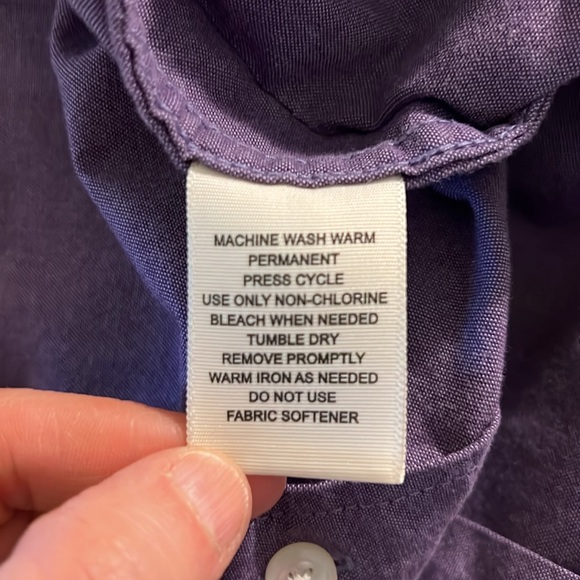 MACHINE WASH WARM
PERMANENT
PRESS CYCLE
USE ONLY NON-CHLORINE
BLEACH WHEN NEEDED
TUMBLE DRY
REMOVE PROMPTLY
WARM IRON AS NEEDED
DO NOT USE
FABRIC SOFTENER